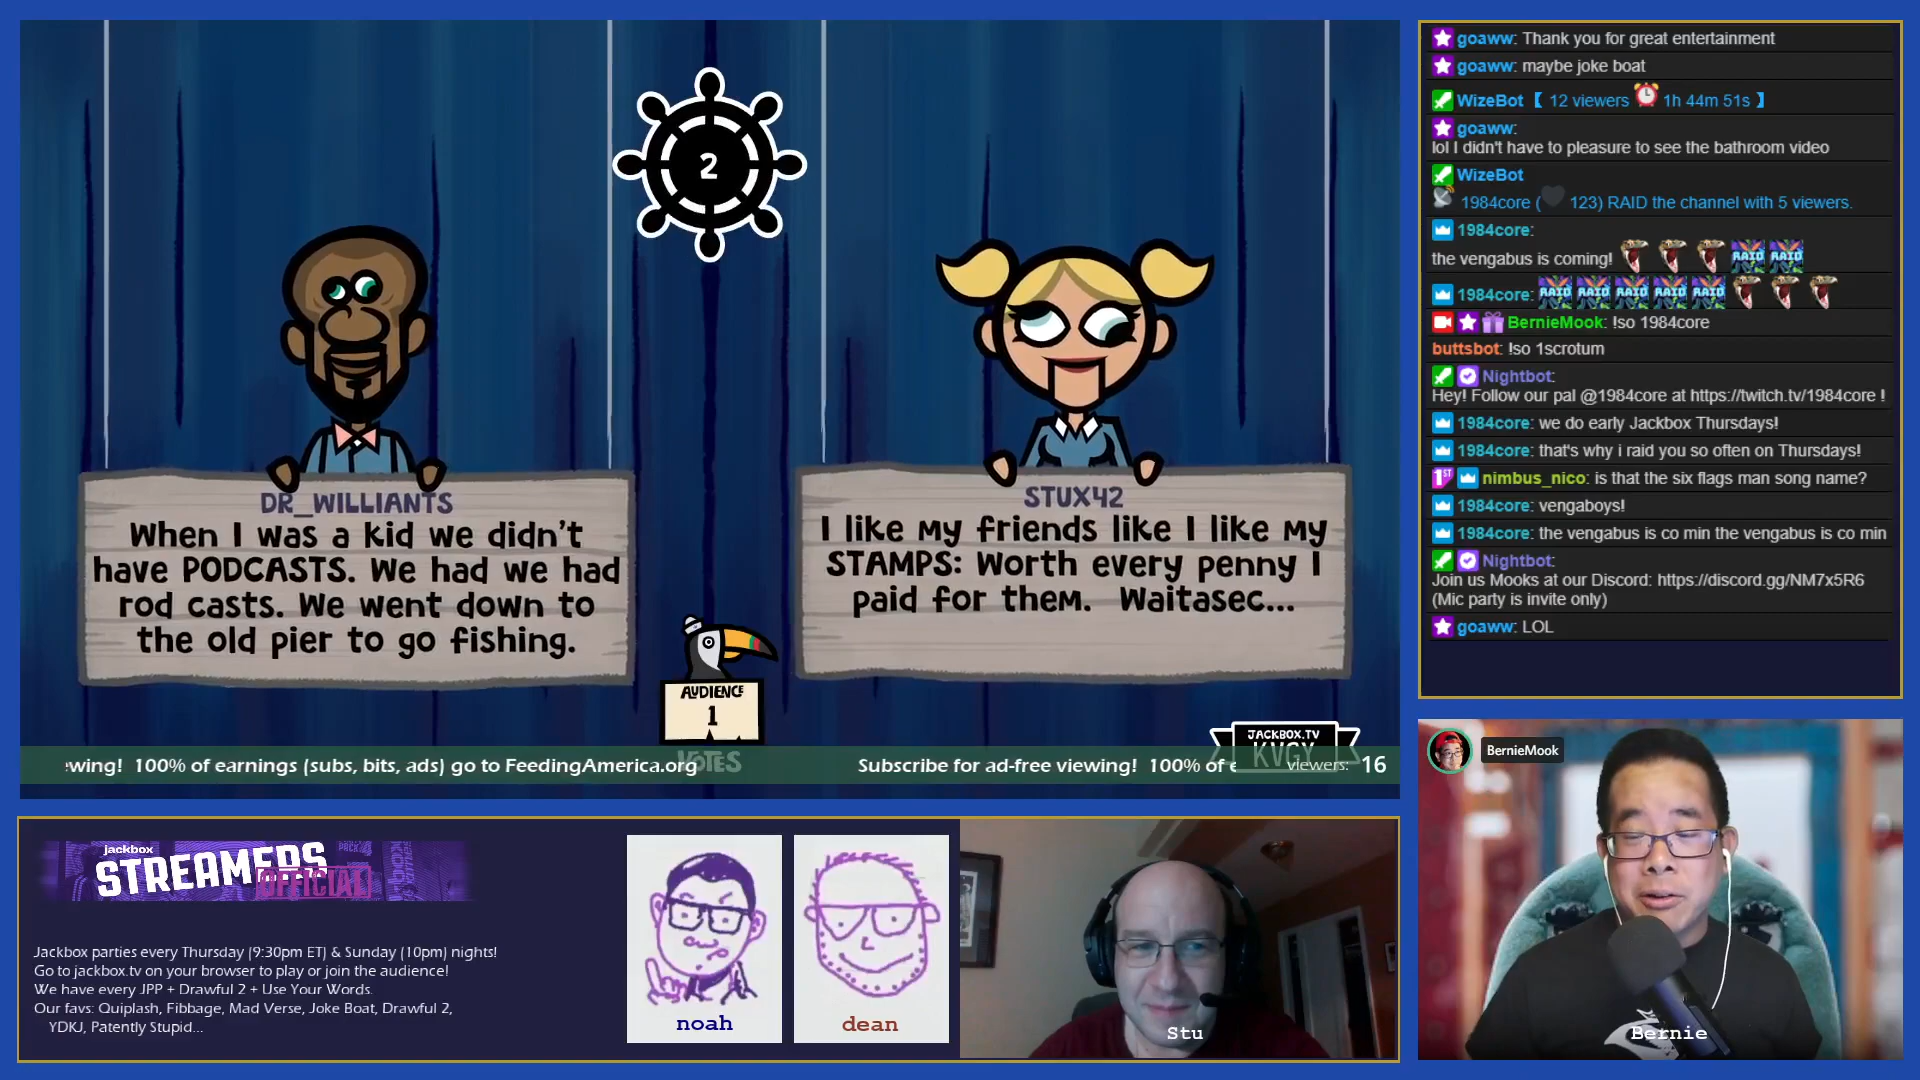 2
DR_WILLIANTS
When I was a kid we didn't
have PODCASTS. We had we had
rod casts. We went down to
the old pier to go fishing.
STUX42
I like my friends like I like my
STAMPS: Worth every penny I
paid for them. Waitasec...
AUDIENCE
1
VOTES
JACKBOX.TV
KVGY
wing! 100% of earnings (subs, bits, ads) go to FeedingAmerica.org
Subscribe for ad-free viewing! 100% of e
viewers: 16
goaww: Thank you for great entertainment
goaww: maybe joke boat
WizeBot 【 12 viewers 1h 44m 51s 】
goaww:
lol I didn't have to pleasure to see the bathroom video
WizeBot
1984core ( 123) RAID the channel with 5 viewers.
1984core:
the vengabus is coming! RAID RAID
1984core: RAID RAID RAID RAID RAID
BernieMook: !so 1984core
buttsbot: !so 1scrotum
Nightbot:
Hey! Follow our pal @1984core at https://twitch.tv/1984core !
1984core: we do early Jackbox Thursdays!
1984core: that's why i raid you so often on Thursdays!
1ST nimbus_nico: is that the six flags man song name?
1984core: vengaboys!
1984core: the vengabus is co min the vengabus is co min
Nightbot:
Join us Mooks at our Discord: https://discord.gg/NM7x5R6
(Mic party is invite only)
goaww: LOL
BernieMook
Bernie
jackbox
STREAMERS
OFFICIAL
Jackbox parties every Thursday (9:30pm ET) & Sunday (10pm) nights!
Go to jackbox.tv on your browser to play or join the audience!
We have every JPP + Drawful 2 + Use Your Words.
Our favs: Quiplash, Fibbage, Mad Verse, Joke Boat, Drawful 2,
YDKJ, Patently Stupid...
noah
dean
Stu